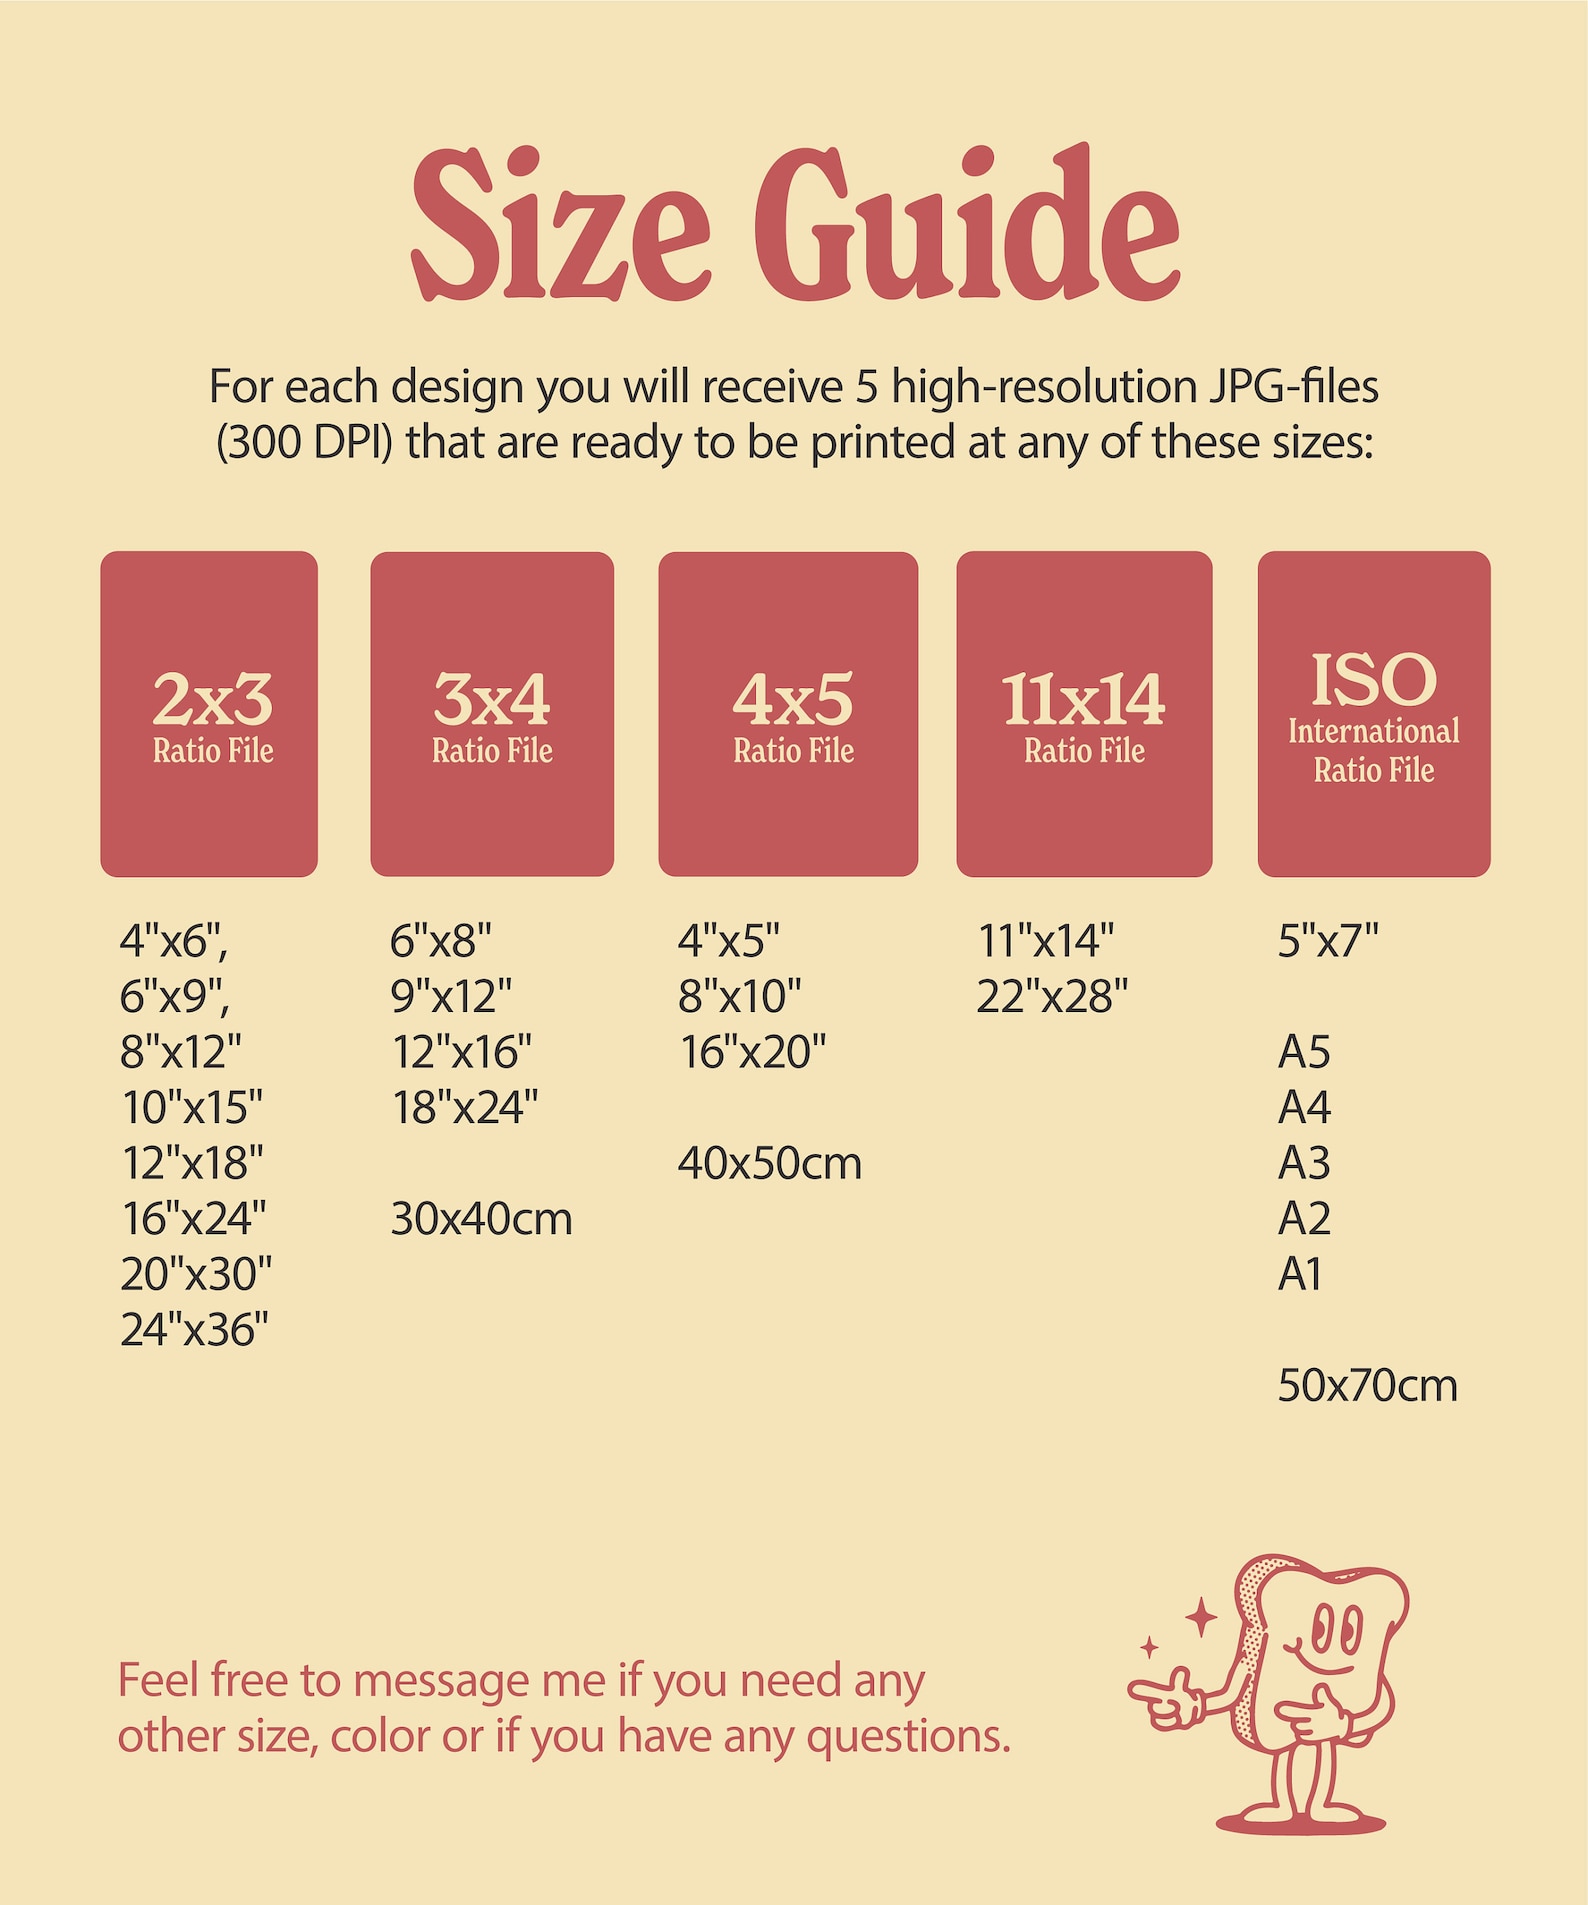 Size Guide
For each design you will receive 5 high-resolution JPG-files
(300 DPI) that are ready to be printed at any of these sizes:
2x3
Ratio File
4"x6",
6"x9",
8"x12"
10"x15"
12"x18"
16"x24"
20"x30"
24"x36"
3x4
Ratio File
6"x8"
9"x12"
12"x16"
18"x24"
30x40cm
4x5
Ratio File
4"x5"
8"x10"
16"x20"
40x50cm
11x14
Ratio File
11"x14"
22"x28"
ISO
International
Ratio File
5"x7"
A5
A4
A3
A2
A1
50x70cm
Feel free to message me if you need any
other size, color or if you have any questions.